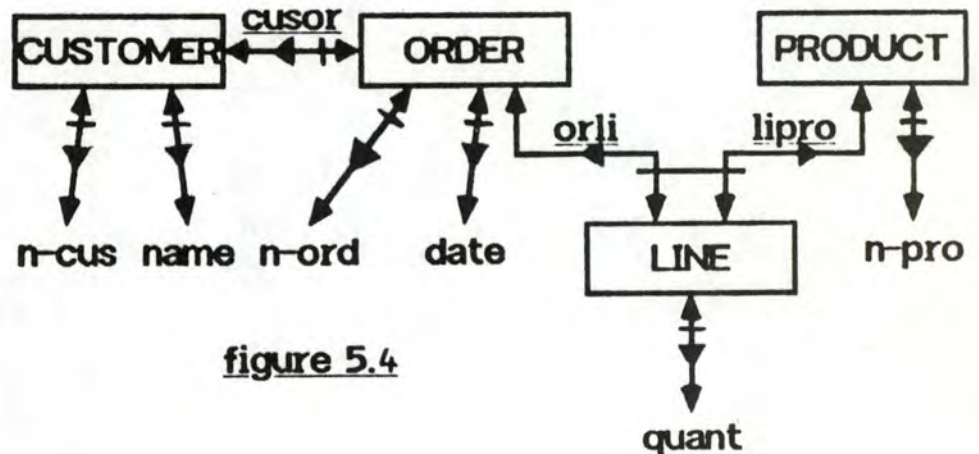 cusor
CUSTOMER ORDER PRODUCT
orli lipro
n-cus name n-ord date LINE n-pro
figure 5.4
quant